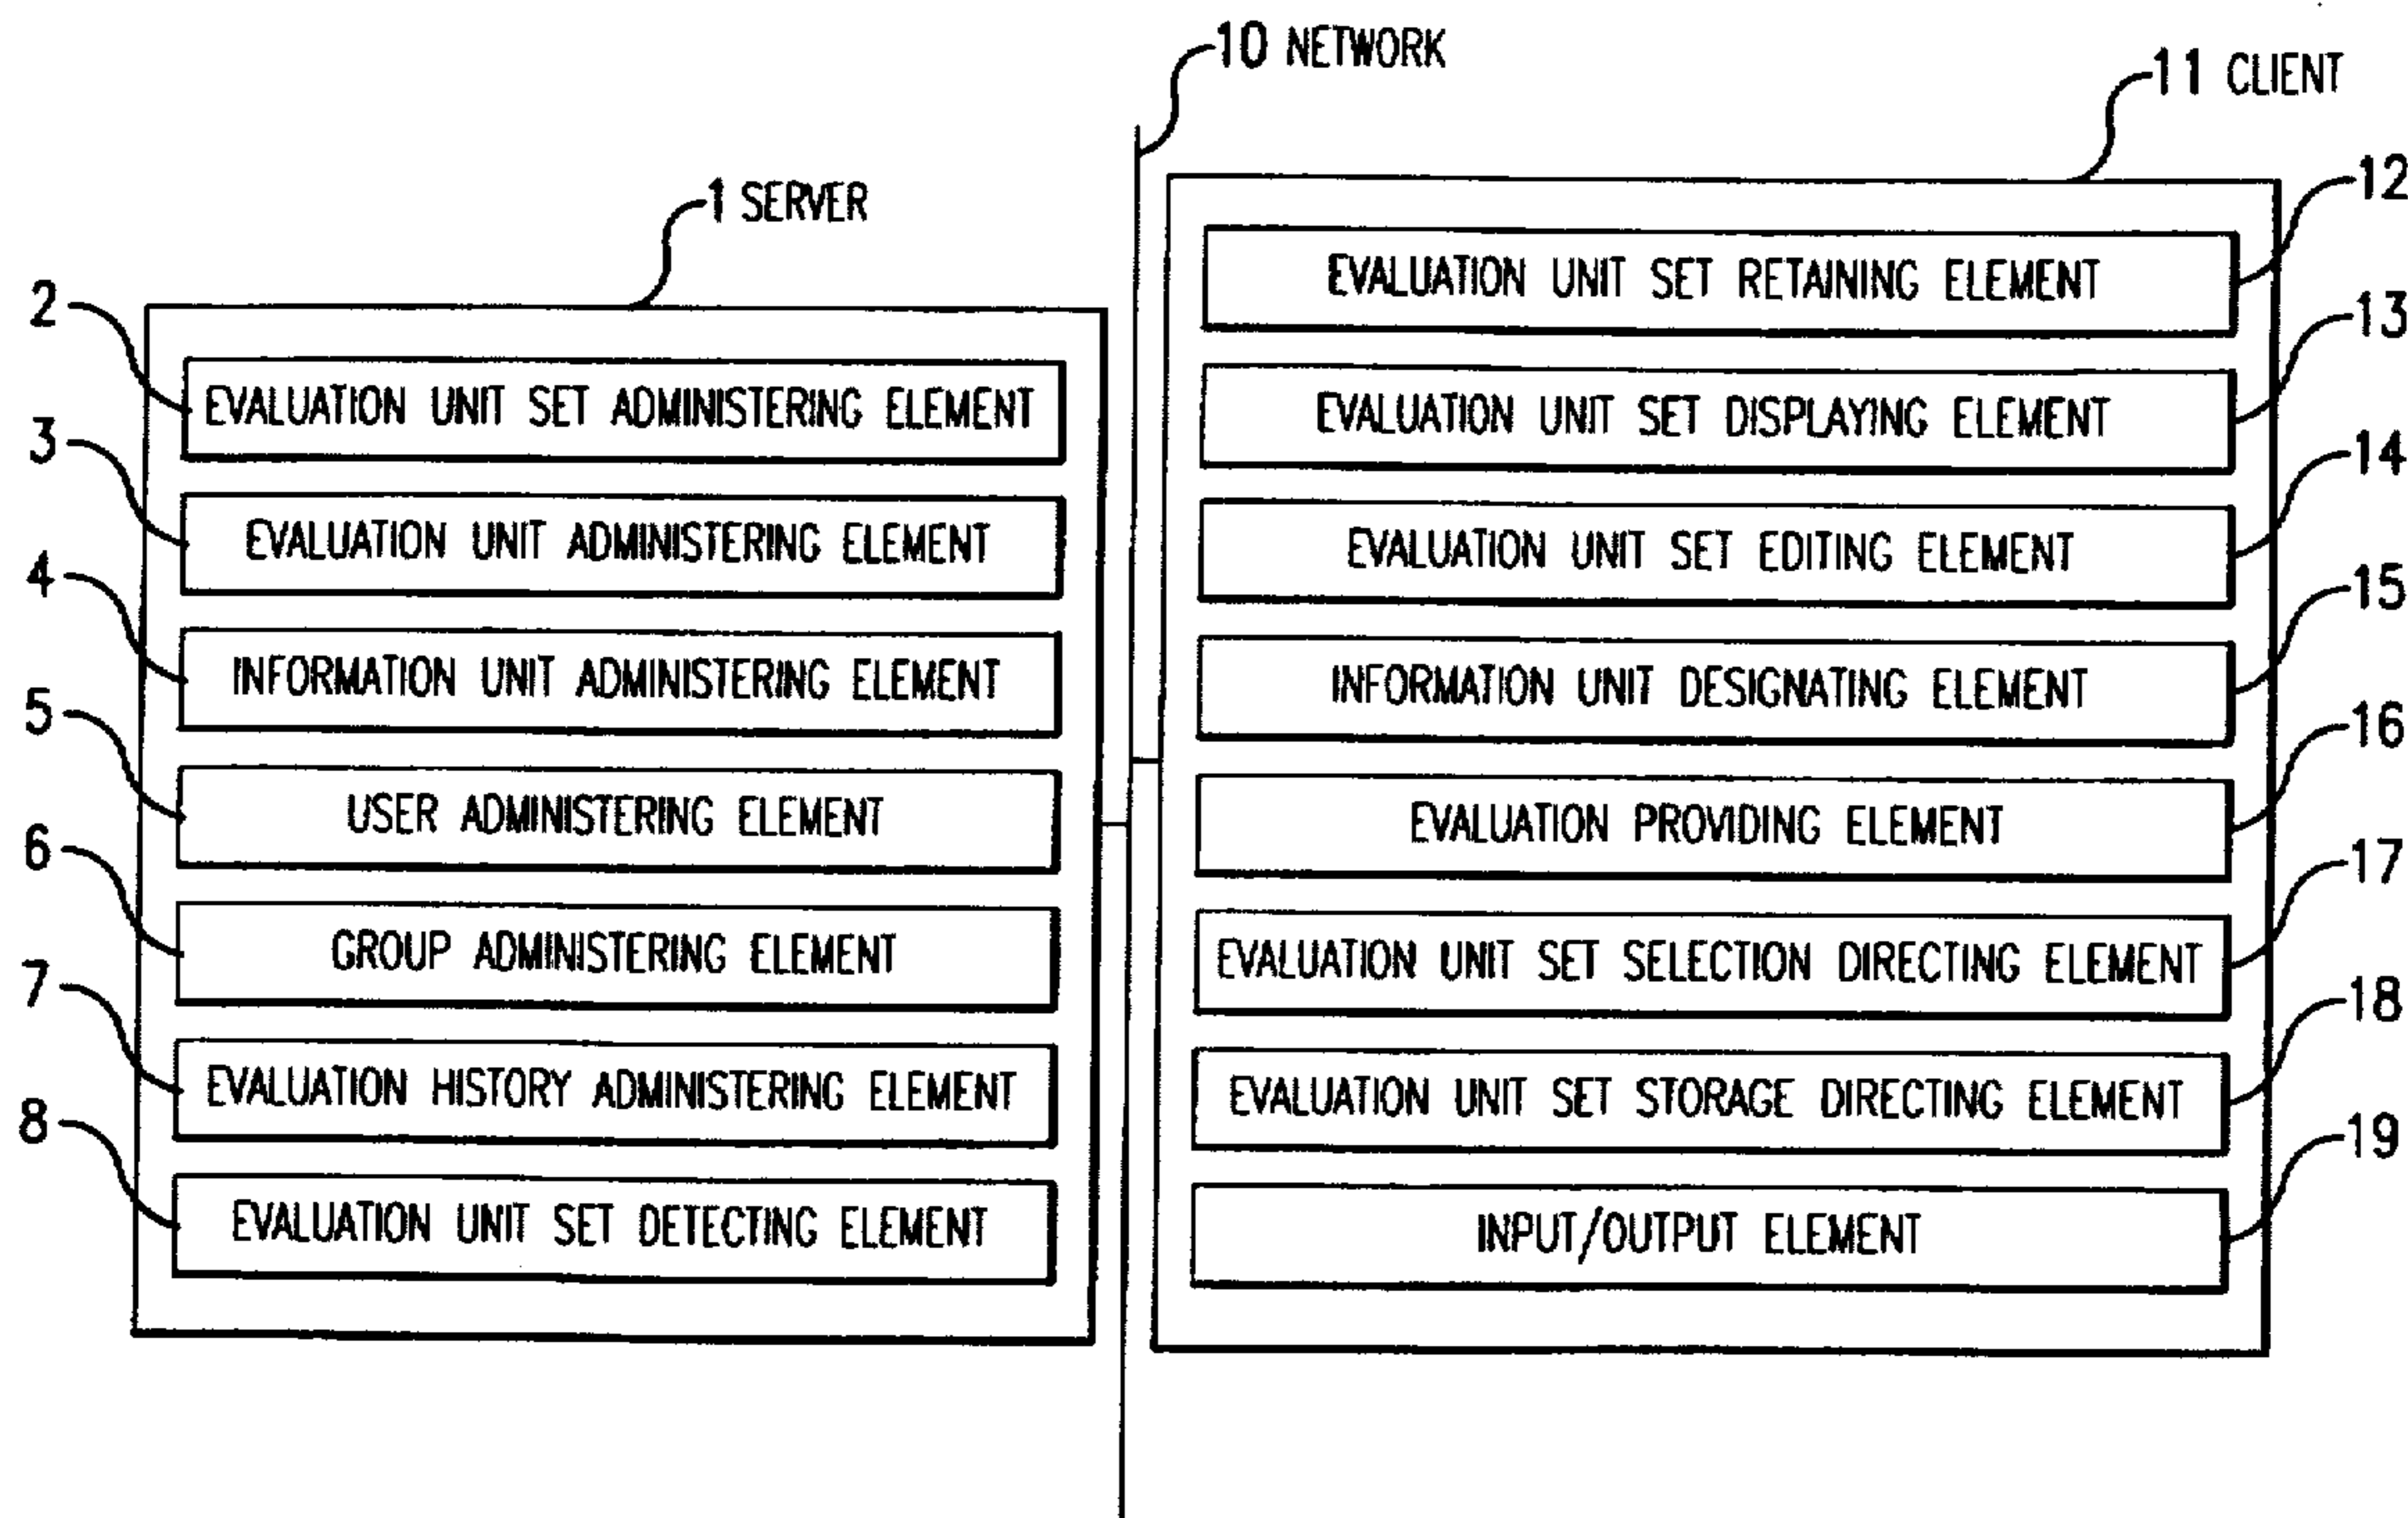 10 NETWORK
11 CLIENT
1 SERVER
2 EVALUATION UNIT SET ADMINISTERING ELEMENT
3 EVALUATION UNIT ADMINISTERING ELEMENT
4 INFORMATION UNIT ADMINISTERING ELEMENT
5 USER ADMINISTERING ELEMENT
6 GROUP ADMINISTERING ELEMENT
7 EVALUATION HISTORY ADMINISTERING ELEMENT
8 EVALUATION UNIT SET DETECTING ELEMENT
EVALUATION UNIT SET RETAINING ELEMENT 12
EVALUATION UNIT SET DISPLAYING ELEMENT 13
EVALUATION UNIT SET EDITING ELEMENT 14
INFORMATION UNIT DESIGNATING ELEMENT 15
EVALUATION PROVIDING ELEMENT 16
EVALUATION UNIT SET SELECTION DIRECTING ELEMENT 17
EVALUATION UNIT SET STORAGE DIRECTING ELEMENT 18
INPUT/OUTPUT ELEMENT 19